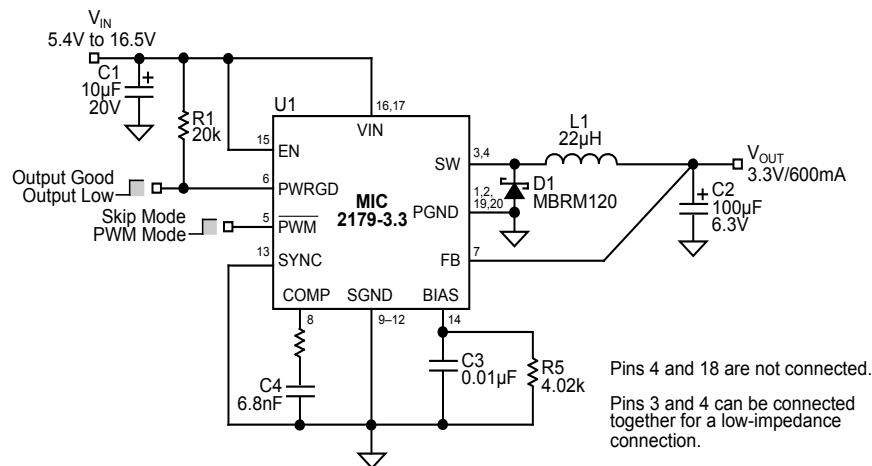 VIN
5.4V to 16.5V
C1
10µF
20V
R1
20k
U1
16,17
VIN
15
EN
Output Good
Output Low
6
PWRGD
MIC
2179-3.3
Skip Mode
PWM Mode
5
PWM
13
SYNC
COMP
8
SGND
9–12
BIAS
14
SW
3,4
L1
22µH
VOUT
3.3V/600mA
1,2,
19,20
PGND
D1
MBRM120
C2
100µF
6.3V
FB
7
C4
6.8nF
C3
0.01µF
R5
4.02k
Pins 4 and 18 are not connected.
Pins 3 and 4 can be connected
together for a low-impedance
connection.